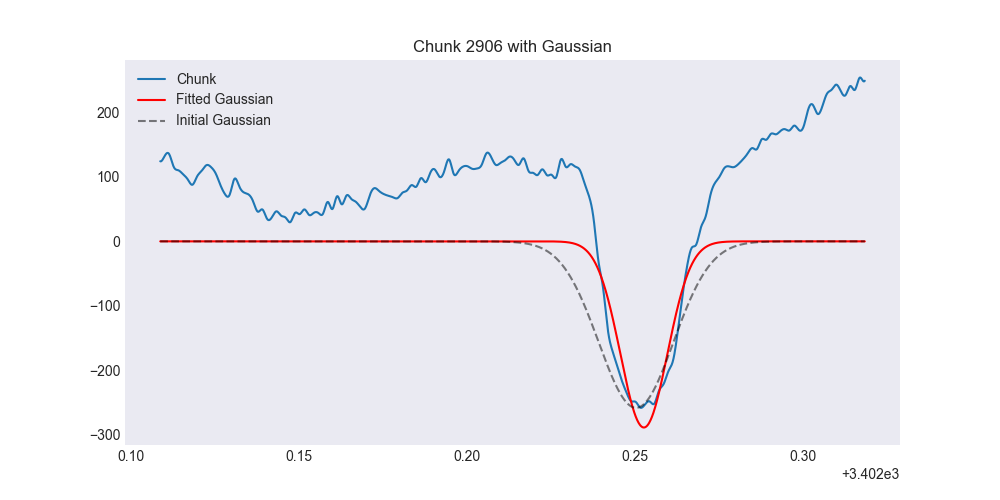 Chunk 2906 with Gaussian
Chunk
Fitted Gaussian
Initial Gaussian
200
100
0
−100
−200
−300
0.10 0.15 0.20 0.25 0.30
+3.402e3